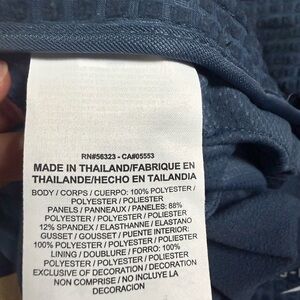 RN#56323 - CA#05553
MADE IN THAILAND/FABRIQUE EN
THAILANDE/HECHO EN TAILANDIA
BODY / CORPS / CUERPO: 100% POLYESTER /
POLYESTER / POLIESTER
PANELS / PANNEAUX / PANELES: 88%
POLYESTER / POLYESTER / POLIESTER
12% SPANDEX / ELASTHANNE / ELASTANO
GUSSET / GOUSSET / PUENTE INTERIOR:
100% POLYESTER / POLYESTER / POLIESTER
LINING / DOUBLURE / FORRO: 100%
POLYESTER / POLYESTER / POLIESTER
EXCLUSIVE OF DECORATION / DECORATION
NON COMPRISE / NO INCLUYE LA
DECORACION